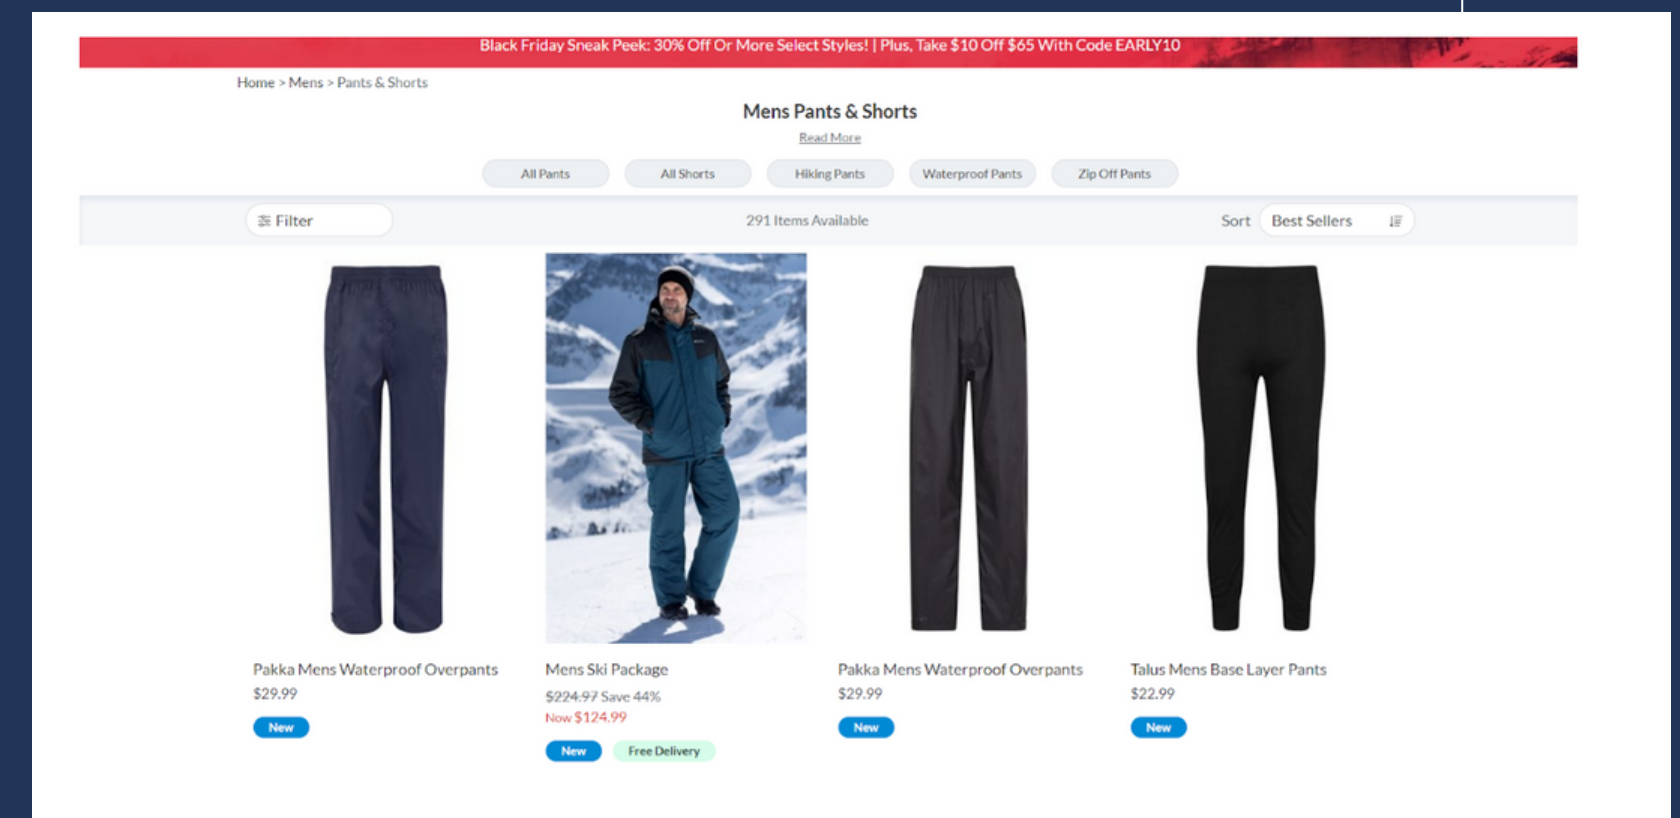 Black Friday Sneak Peek: 30% Off Or More Select Styles! | Plus, Take $10 Off $65 With Code EARLY10
Home > Mens > Pants & Shorts
Mens Pants & Shorts
Read More
All Pants
All Shorts
Hiking Pants
Waterproof Pants
Zip Off Pants
Filter
291 Items Available
Sort
Best Sellers
Pakka Mens Waterproof Overpants
$29.99
New
Mens Ski Package
$224.97 Save 44%
Now $124.99
New
Free Delivery
Pakka Mens Waterproof Overpants
$29.99
New
Talus Mens Base Layer Pants
$22.99
New